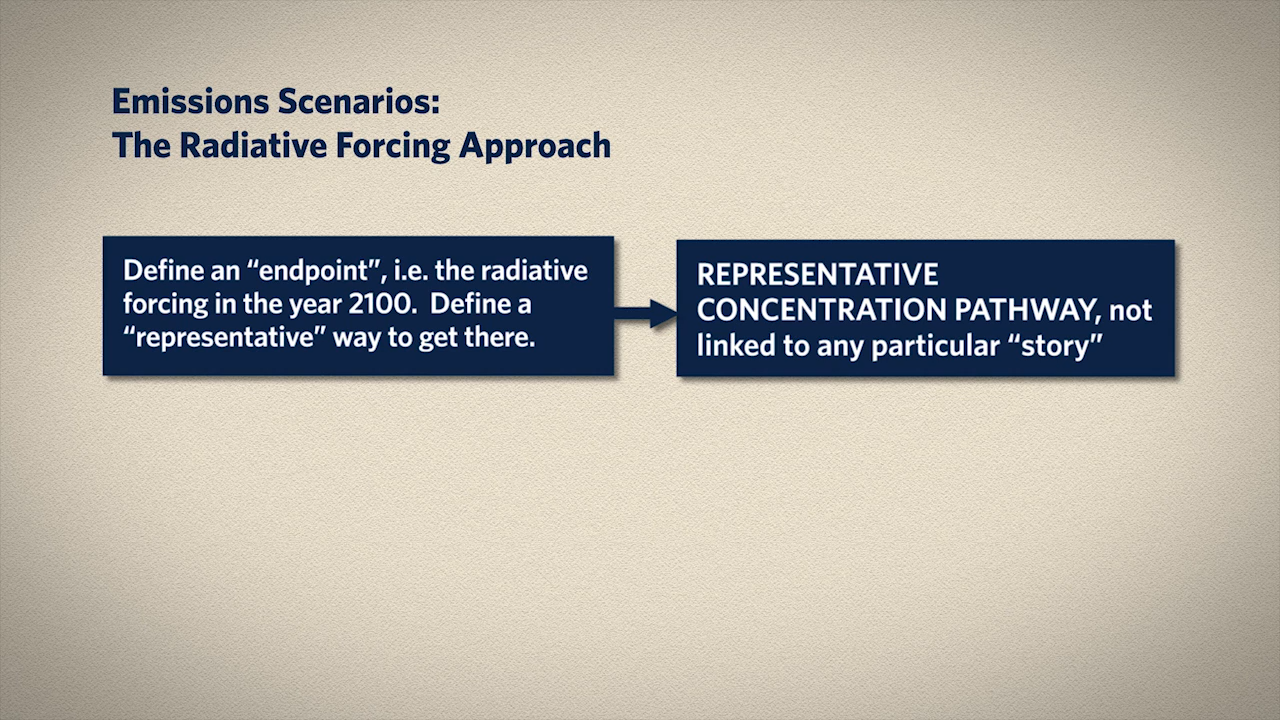 Emissions Scenarios:
The Radiative Forcing Approach
Define an “endpoint”, i.e. the radiative
forcing in the year 2100.  Define a
“representative” way to get there.
REPRESENTATIVE
CONCENTRATION PATHWAY, not
linked to any particular “story”